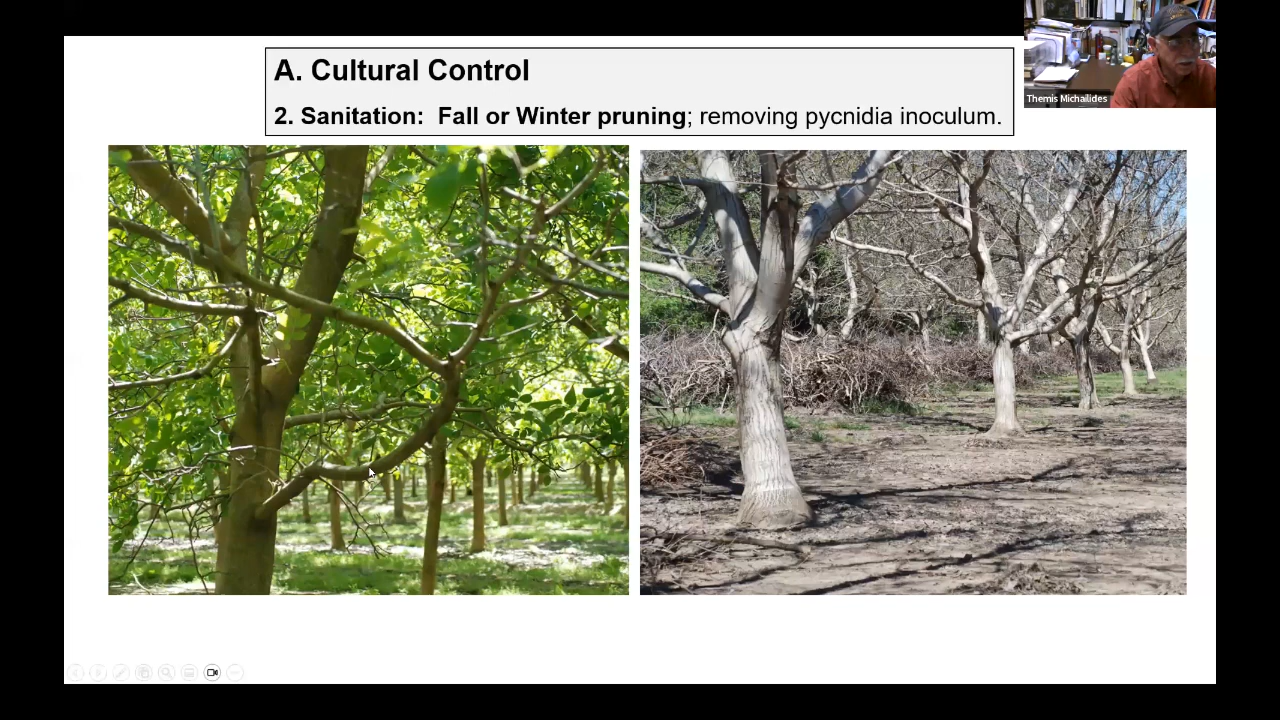 A. Cultural Control
2. Sanitation: Fall or Winter pruning; removing pycnidia inoculum.
Themis Michailides